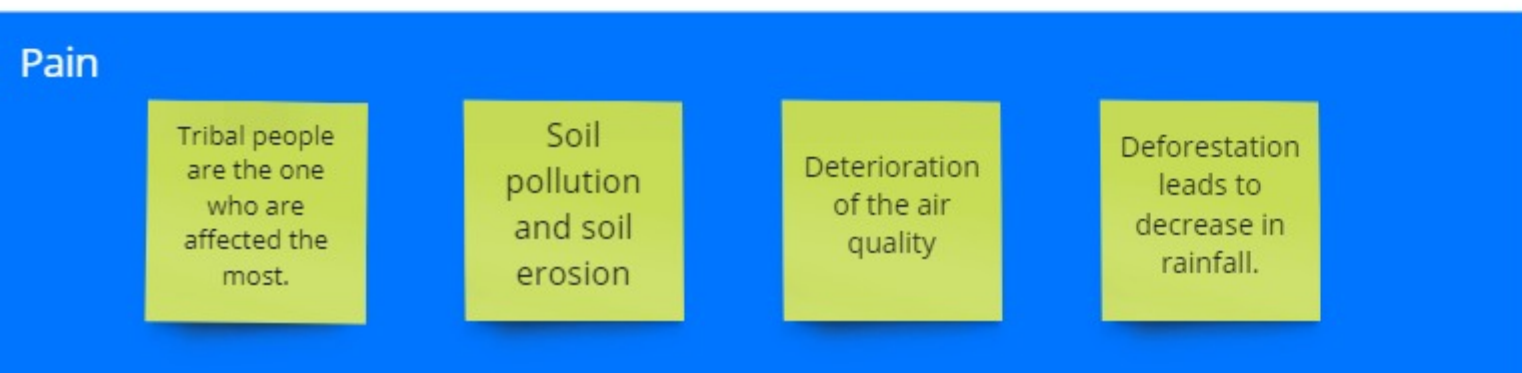 Pain
Tribal people
are the one
who are
affected the
most.
Soil
pollution
and soil
erosion
Deterioration
of the air
quality
Deforestation
leads to
decrease in
rainfall.